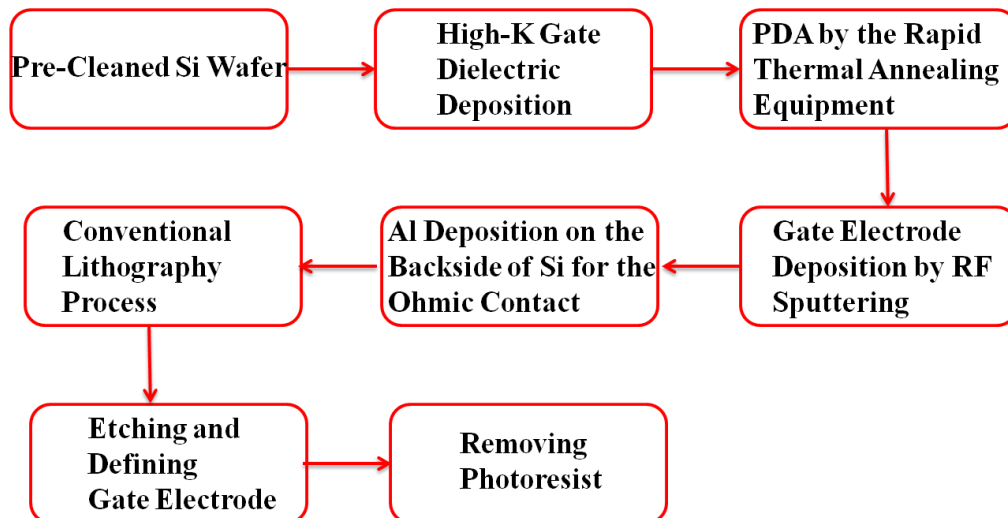 Pre-Cleaned Si Wafer
High-K Gate
Dielectric
Deposition
PDA by the Rapid
Thermal Annealing
Equipment
Gate Electrode
Deposition by RF
Sputtering
Al Deposition on the
Backside of Si for the
Ohmic Contact
Conventional
Lithography
Process
Etching and
Defining
Gate Electrode
Removing
Photoresist